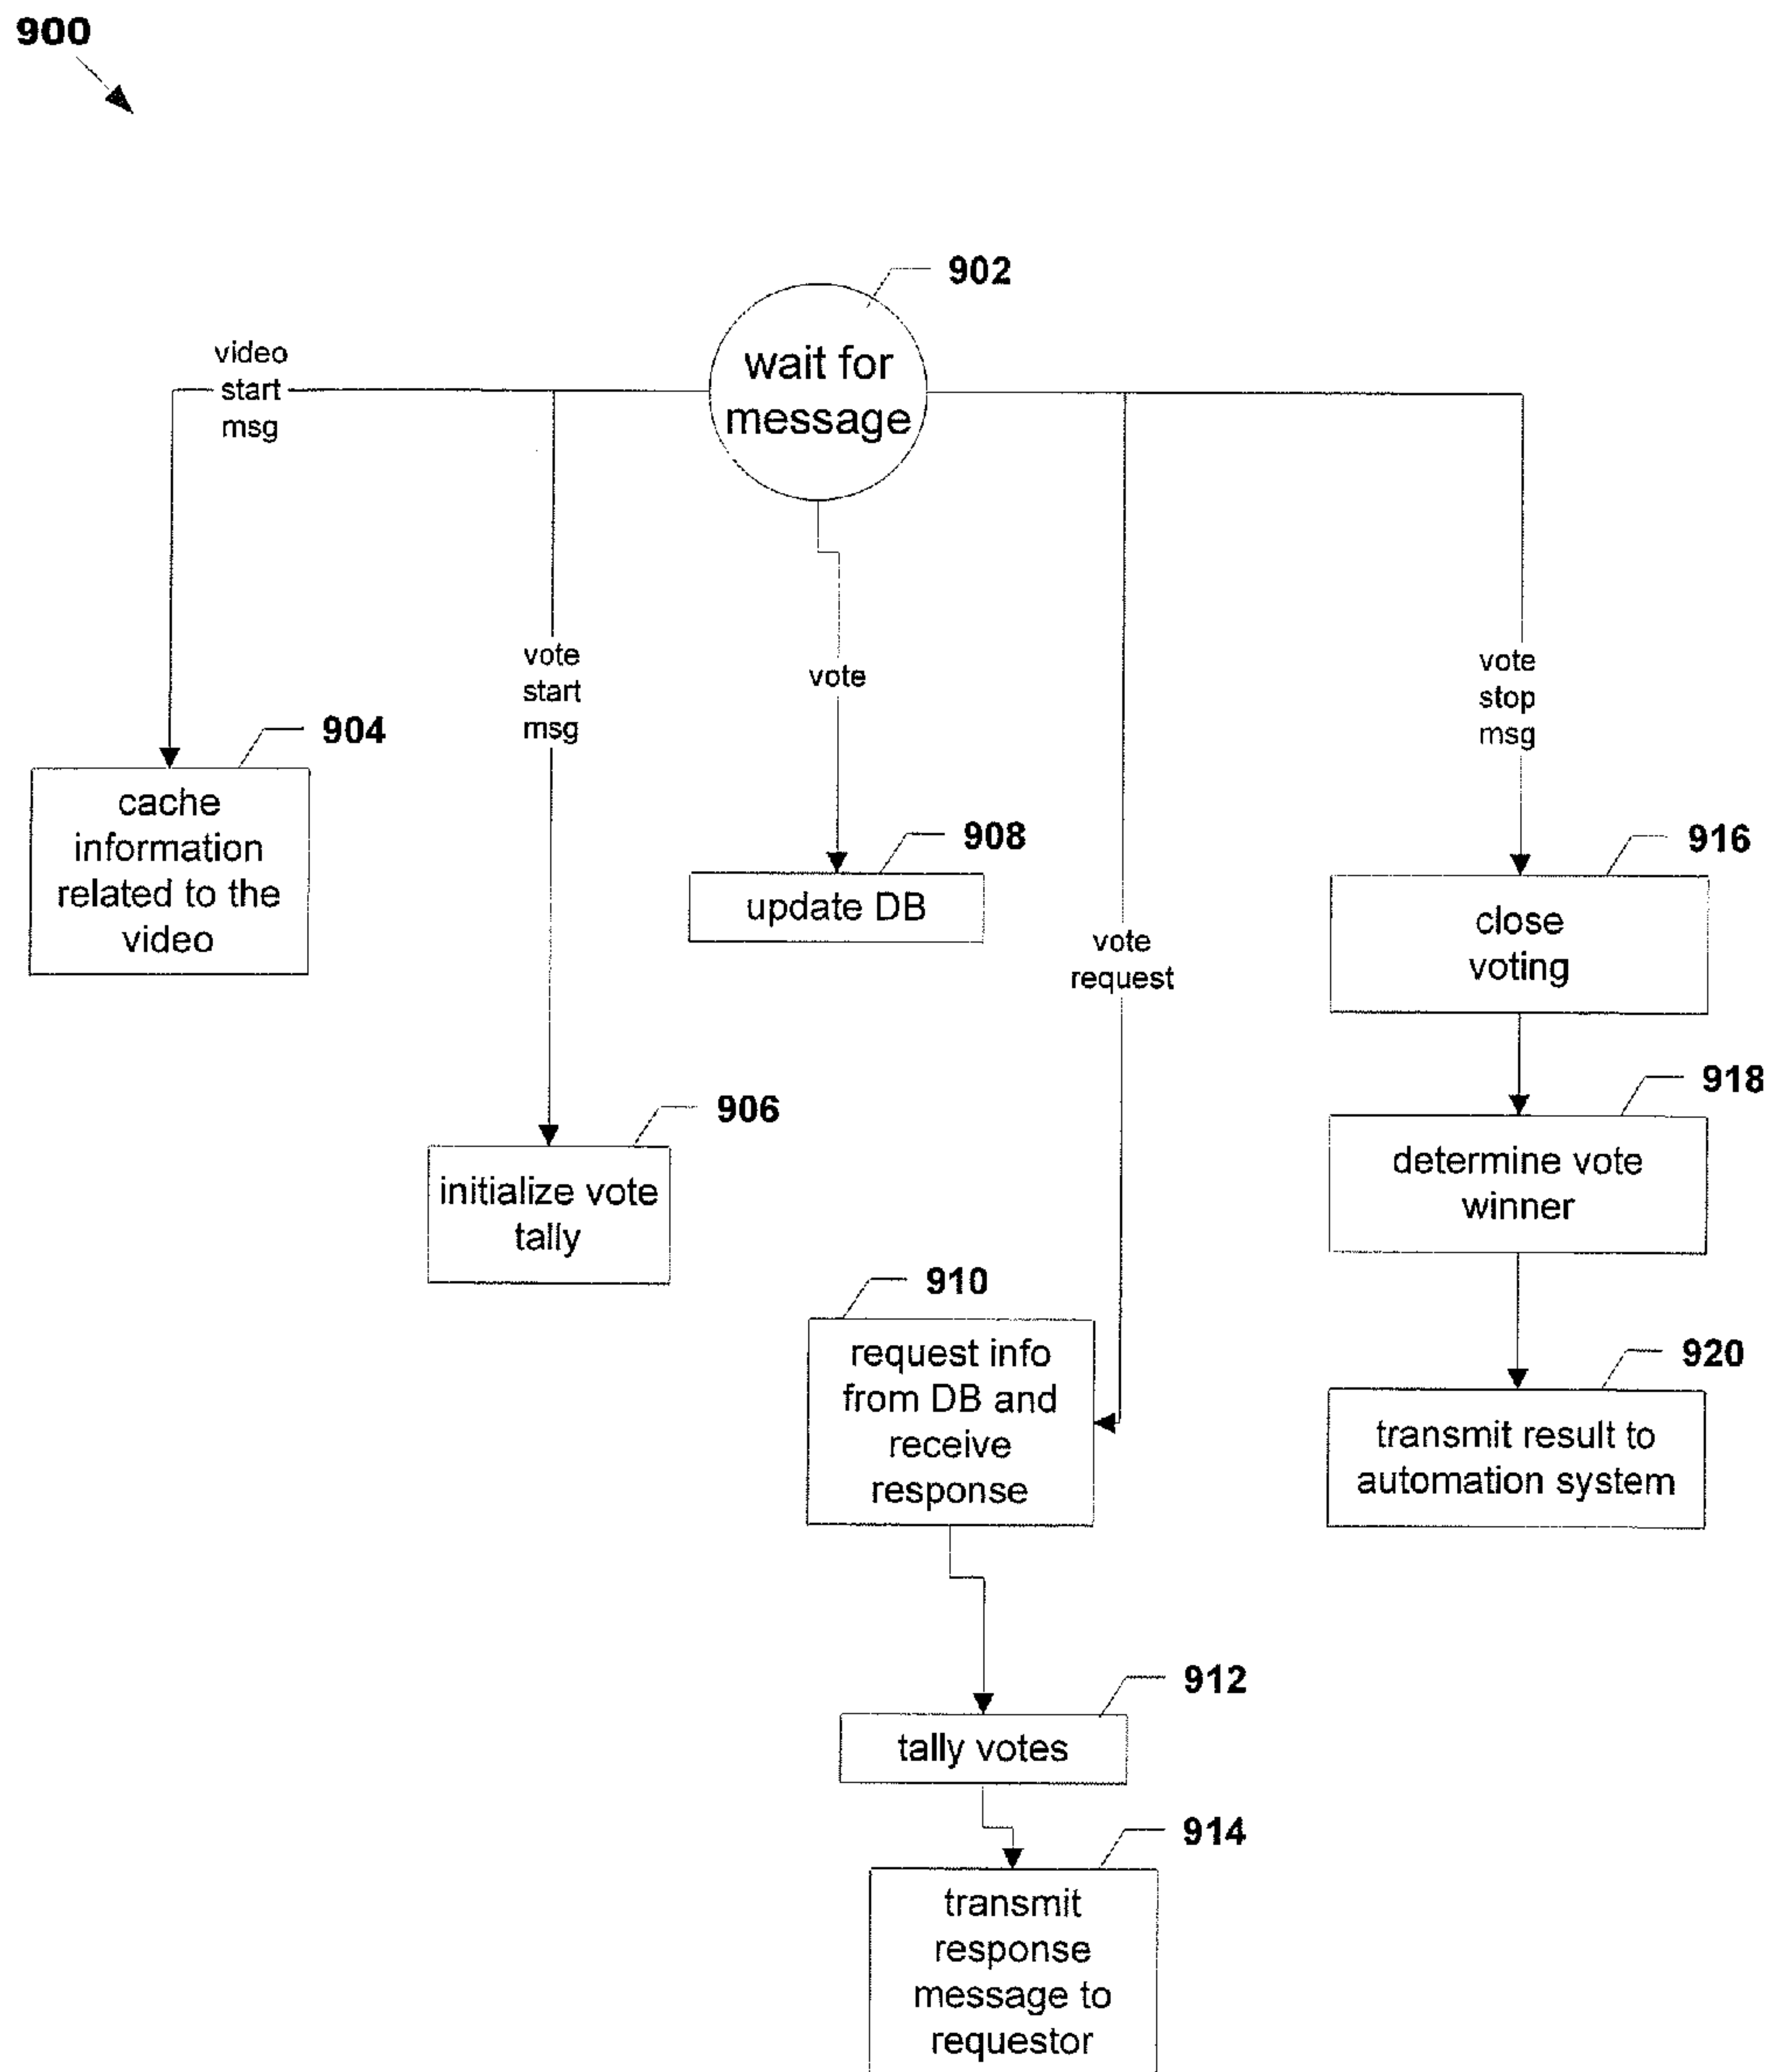 900
902
wait for
message
video
start
msg
vote
start
msg
vote
vote
stop
msg
904
cache
information
related to the
video
908
update DB
916
close
voting
vote
request
918
determine vote
winner
906
initialize vote
tally
910
request info
from DB and
receive
response
920
transmit result to
automation system
912
tally votes
914
transmit
response
message to
requestor